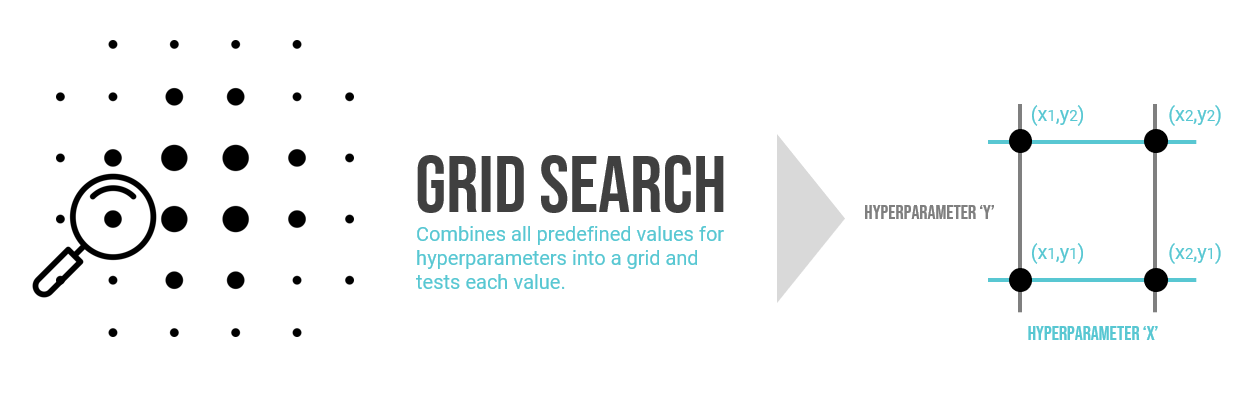 GRID SEARCH
Combines all predefined values for
hyperparameters into a grid and
tests each value.
HYPERPARAMETER ‘Y’
(x1,y2)
(x2,y2)
(x1,y1)
(x2,y1)
HYPERPARAMETER ‘X’